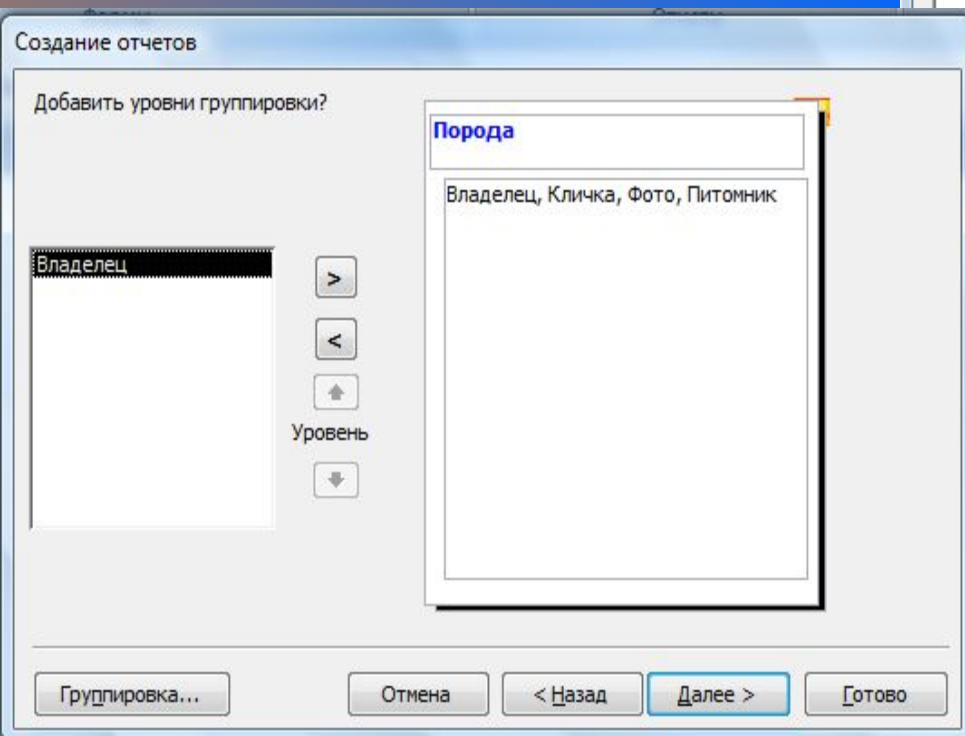 Создание отчетов
Добавить уровни группировки?
Порода
Владелец, Кличка, Фото, Питомник
Владелец
>
<
Уровень
Группировка...
Отмена
< Назад
Далее >
Готово